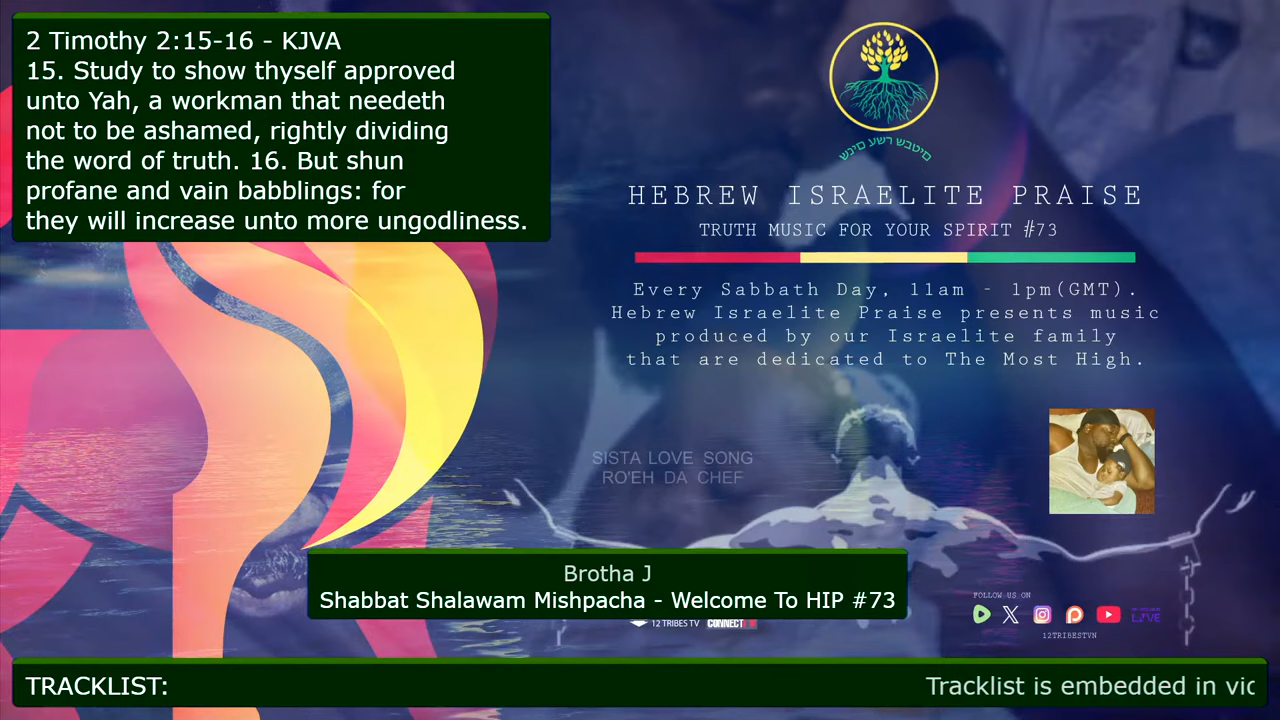 2 Timothy 2:15-16 - KJVA
15. Study to show thyself approved
unto Yah, a workman that needeth
not to be ashamed, rightly dividing
the word of truth. 16. But shun
profane and vain babblings: for
they will increase unto more ungodliness.
שנים עשר שבטים
HEBREW ISRAELITE PRAISE
TRUTH MUSIC FOR YOUR SPIRIT #73
Every Sabbath Day, 11am - 1pm(GMT).
Hebrew Israelite Praise presents music
produced by our Israelite family
that are dedicated to The Most High.
SISTA LOVE SONG
RO'EH DA CHEF
Brotha J
Shabbat Shalawam Mishpacha - Welcome To HIP #73
12 TRIBES TV CONNECT
FOLLOW US ON
LIVE
12TRIBESTVN
TRACKLIST:
Tracklist is embedded in vic